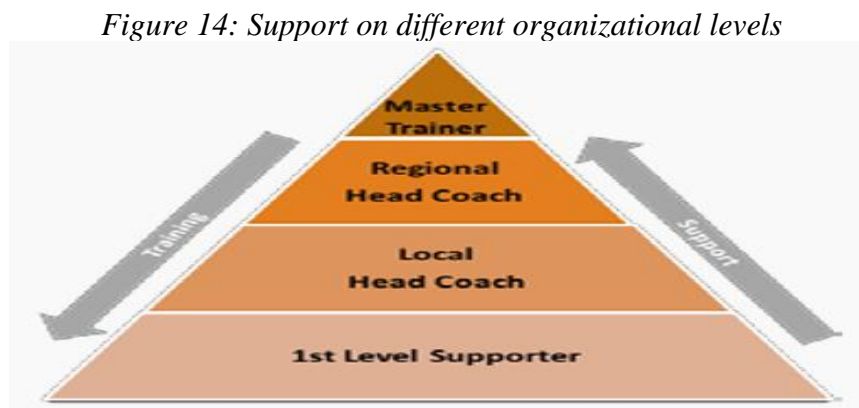 Figure 14: Support on different organizational levels
Master
Trainer
Regional
Head Coach
Training
Support
Local
Head Coach
1st Level Supporter